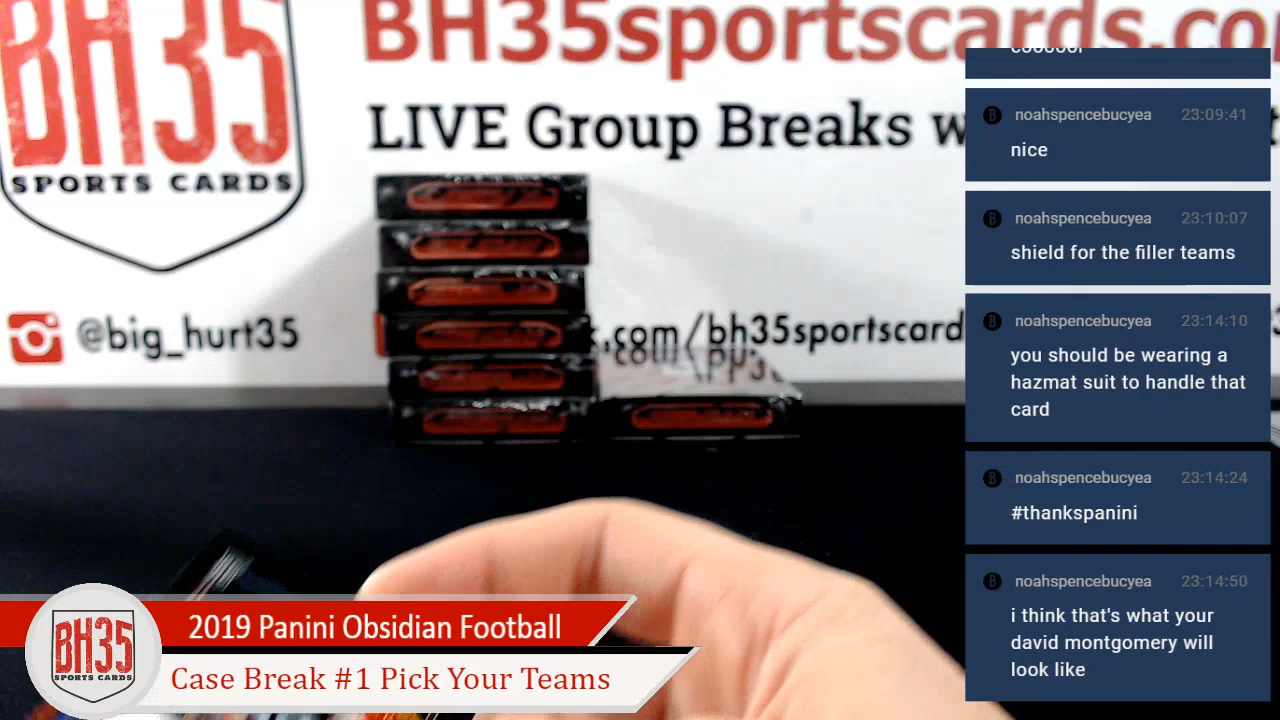 BH35
SPORTS CARDS
BH35sportscards.co
LIVE Group Breaks w
@big_hurt35
.com/bh35sportscard
noahspencebucyea 23:09:41
nice
noahspencebucyea 23:10:07
shield for the filler teams
noahspencebucyea 23:14:10
you should be wearing a
hazmat suit to handle that
card
noahspencebucyea 23:14:24
#thankspanini
noahspencebucyea 23:14:50
i think that's what your
david montgomery will
look like
BH35
SPORTS CARDS
2019 Panini Obsidian Football
Case Break #1 Pick Your Teams